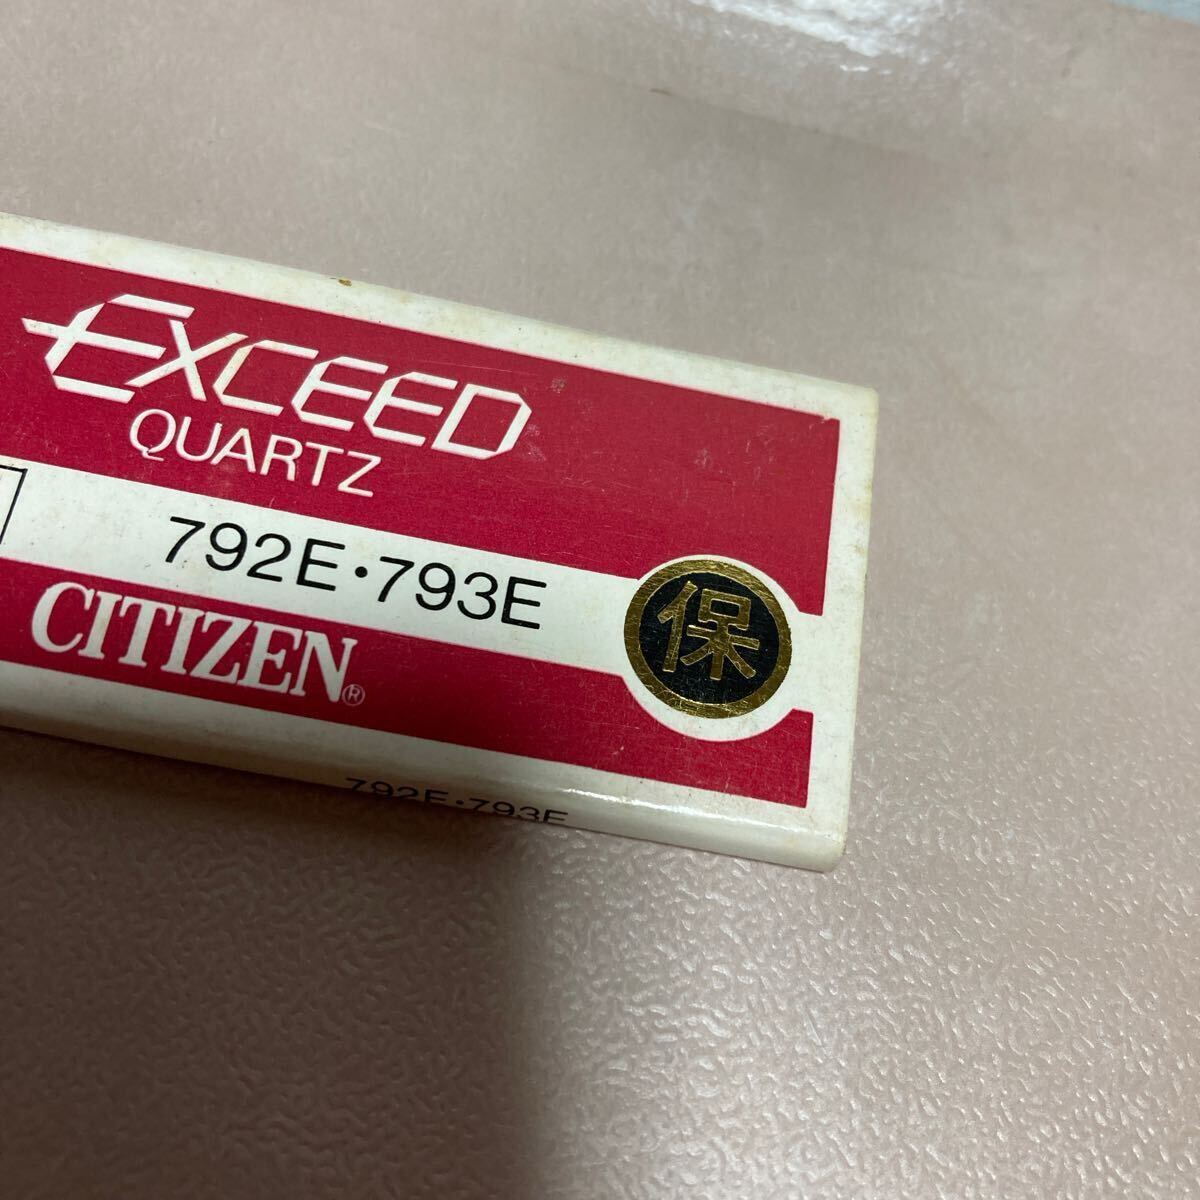 EXCEED
QUARTZ
792E・793E
保
CITIZEN®
792E・793E